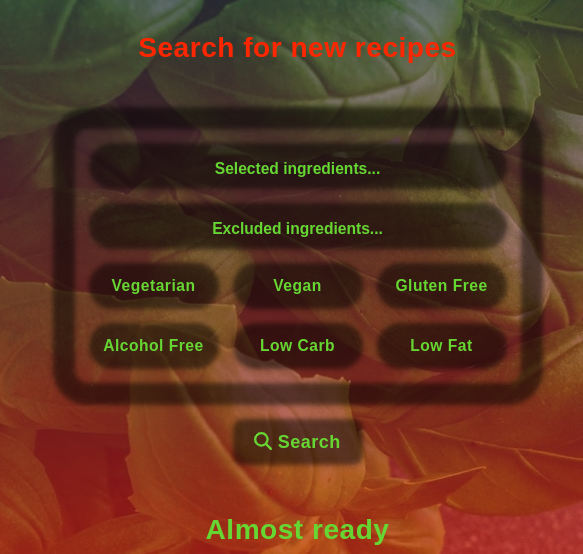 Search for new recipes
Selected ingredients...
Excluded ingredients...
Vegetarian
Vegan
Gluten Free
Alcohol Free
Low Carb
Low Fat
Search
Almost ready